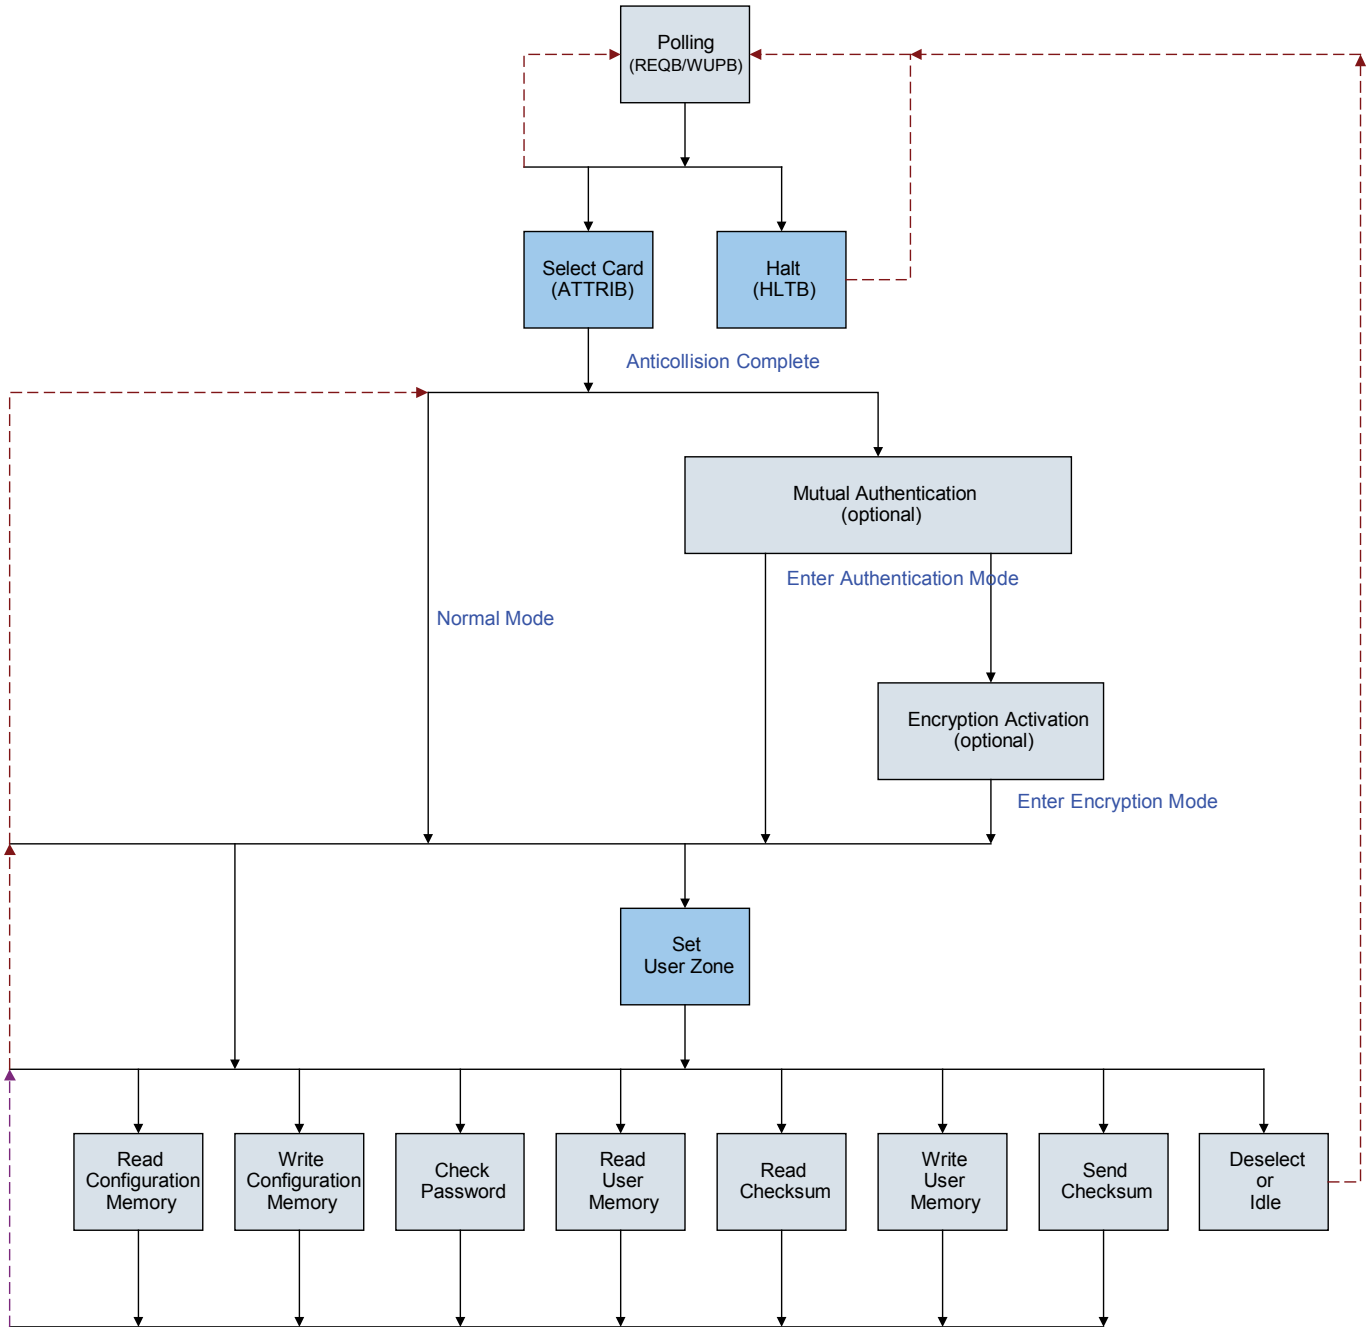 Polling
(REQB/WUPB)
Select Card
(ATTRIB)
Halt
(HLTB)
Anticollision Complete
Mutual Authentication
(optional)
Enter Authentication Mode
Normal Mode
Encryption Activation
(optional)
Enter Encryption Mode
Set
User Zone
Read
Configuration
Memory
Write
Configuration
Memory
Check
Password
Read
User
Memory
Read
Checksum
Write
User
Memory
Send
Checksum
Deselect
or
Idle